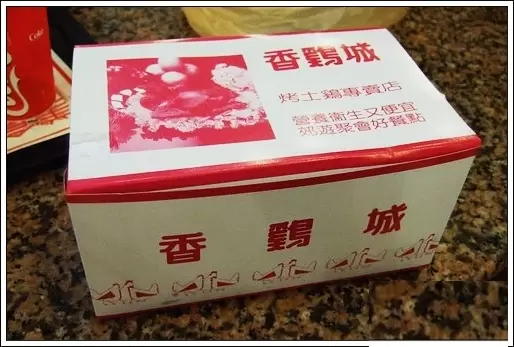 Coke
香鷄城
烤土鷄專賣店
營養衛生又便宜
郊遊聚會好餐點
香鷄城